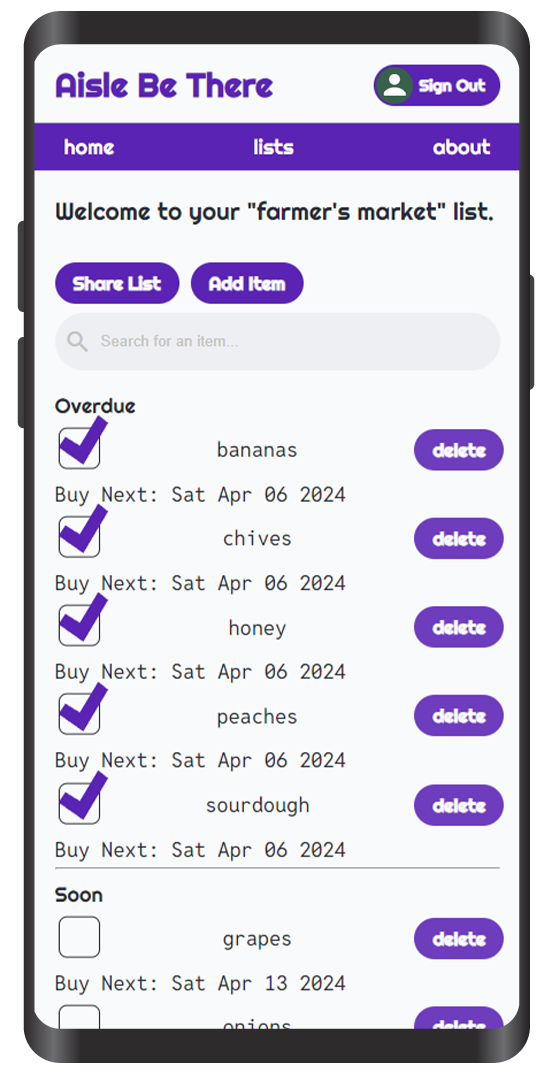 Aisle Be There
Sign Out
home lists about
Welcome to your "farmer's market" list.
Share List Add Item
Search for an item...
Overdue
bananas delete
Buy Next: Sat Apr 06 2024
chives delete
Buy Next: Sat Apr 06 2024
honey delete
Buy Next: Sat Apr 06 2024
peaches delete
Buy Next: Sat Apr 06 2024
sourdough delete
Buy Next: Sat Apr 06 2024
Soon
grapes delete
Buy Next: Sat Apr 13 2024
onions delete